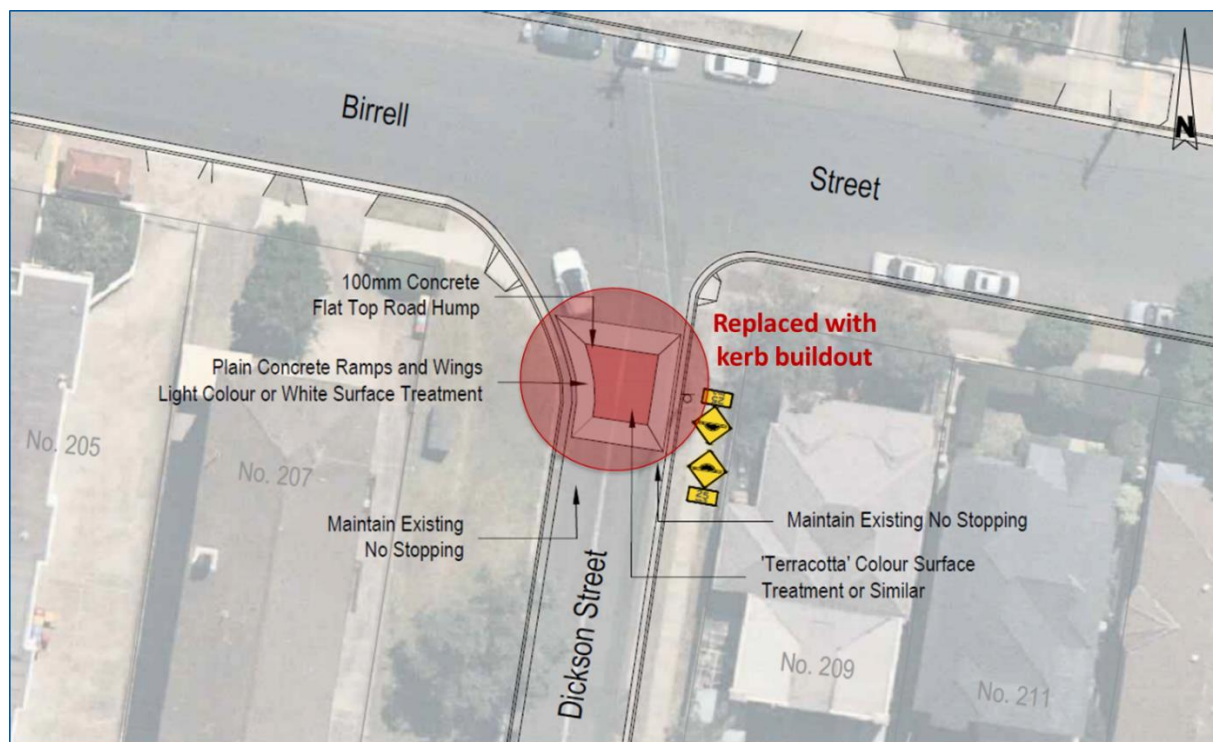 Birrell
Street
N
100mm Concrete
Flat Top Road Hump
Replaced with
kerb buildout
Plain Concrete Ramps and Wings
Light Colour or White Surface Treatment
No. 205
No. 207
Maintain Existing
No Stopping
Maintain Existing No Stopping
'Terracotta' Colour Surface
Treatment or Similar
Dickson Street
No. 209
No. 211